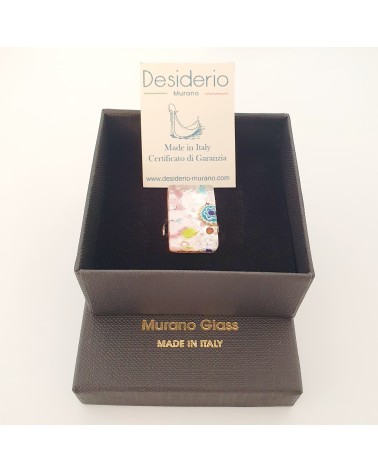 Desiderio
Murano
Made in Italy
Certificato di Garanzia
www.desiderio-murano.com
Murano Glass
MADE IN ITALY